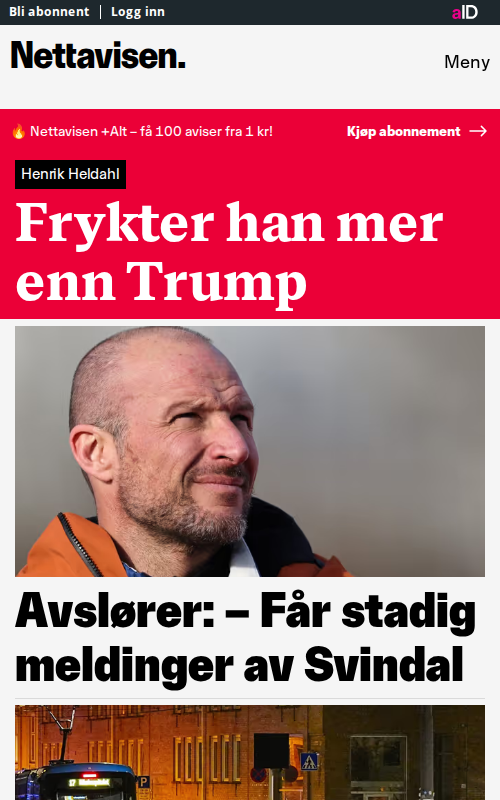 Bli abonnent
Logg inn
aID
Nettavisen.
Meny
Nettavisen +Alt – få 100 aviser fra 1 kr!
Kjøp abonnement
Henrik Heldahl
Frykter han mer
enn Trump
Avslører: – Får stadig
meldinger av Svindal
P